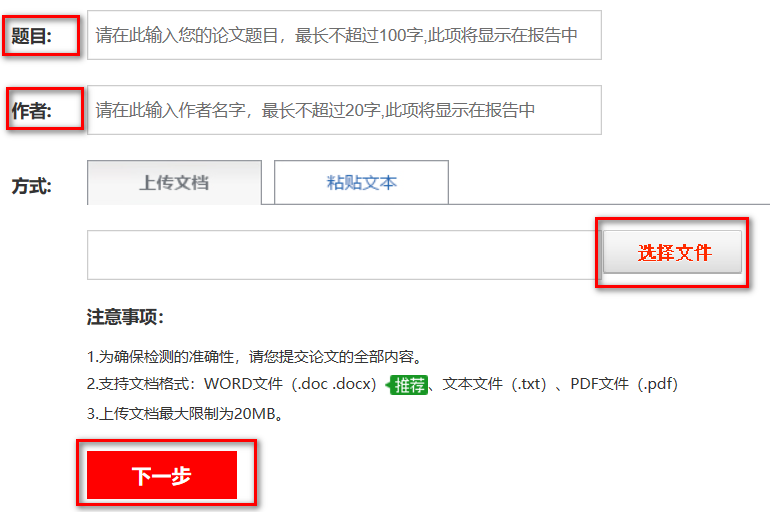 题目: 请在此输入您的论文题目，最长不超过100字,此项将显示在报告中
作者: 请在此输入作者名字，最长不超过20字,此项将显示在报告中
方式: 上传文档 粘贴文本
选择文件
注意事项：
1.为确保检测的准确性，请您提交论文的全部内容。
2.支持文档格式：WORD文件（.doc .docx）推荐、文本文件（.txt）、PDF文件（.pdf）
3.上传文档最大限制为20MB。
下一步